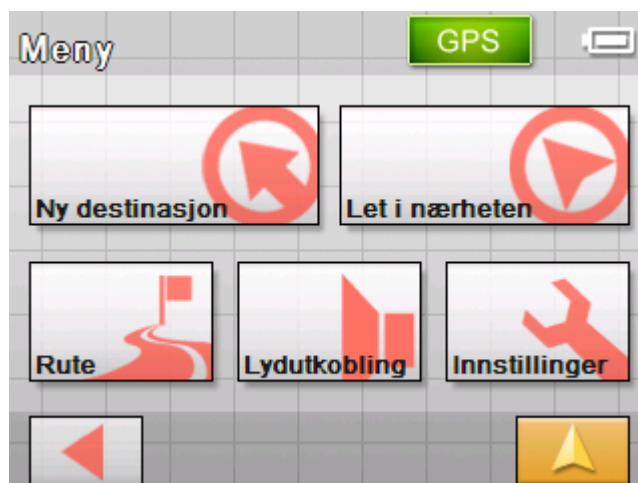 Meny
GPS
Ny destinasjon
Let i nærheten
Rute
Lydutkobling
Innstillinger